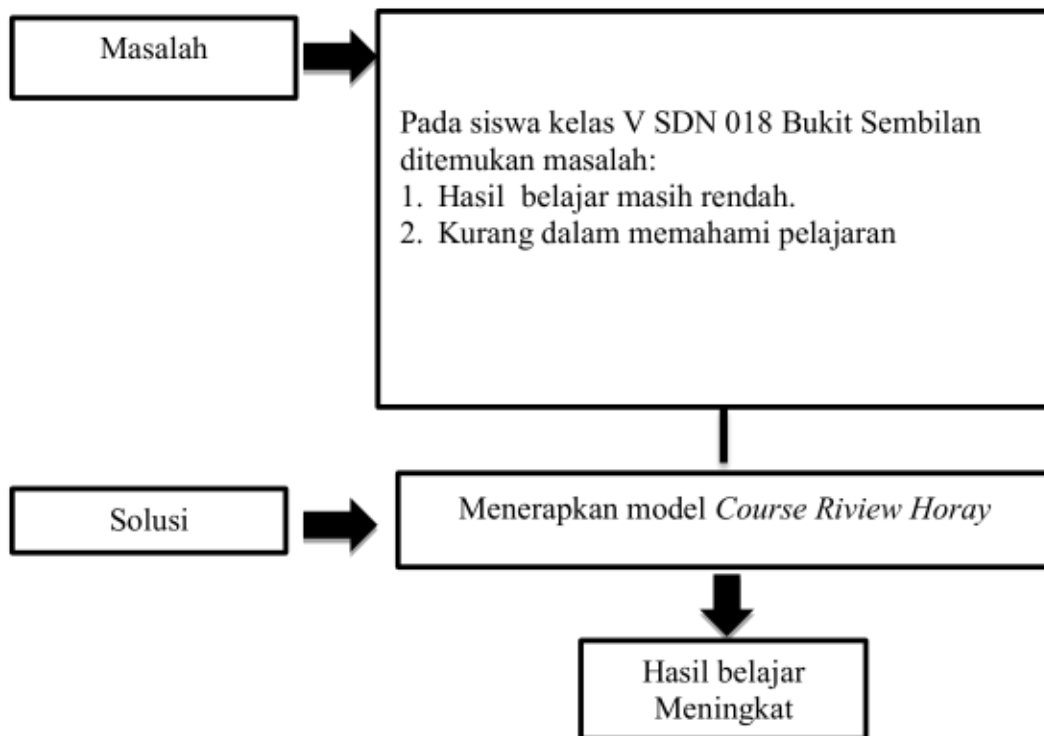 Masalah
Pada siswa kelas V SDN 018 Bukit Sembilan
ditemukan masalah:
1. Hasil belajar masih rendah.
2. Kurang dalam memahami pelajaran
Solusi
Menerapkan model Course Riview Horay
Hasil belajar
Meningkat